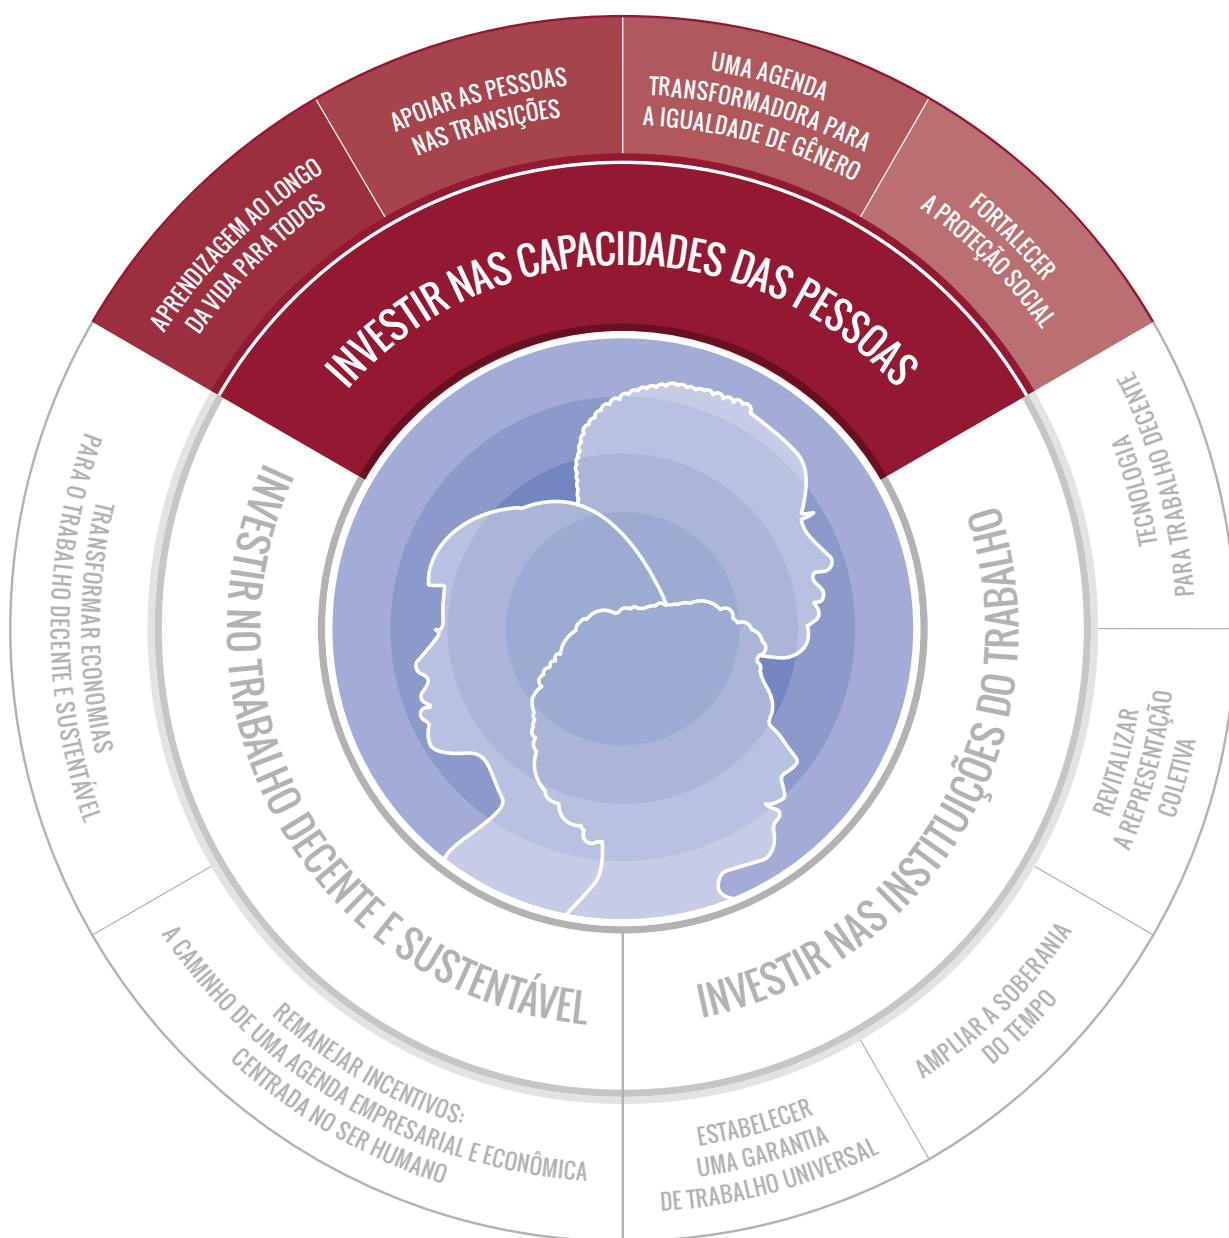 APRENDIZAGEM AO LONGO
DA VIDA PARA TODOS
APOIAR AS PESSOAS
NAS TRANSIÇÕES
UMA AGENDA
TRANSFORMADORA PARA
A IGUALDADE DE GÊNERO
FORTALECER
A PROTEÇÃO SOCIAL
INVESTIR NAS CAPACIDADES DAS PESSOAS
TECNOLOGIA
PARA TRABALHO DECENTE
REVITALIZAR
A REPRESENTAÇÃO
COLETIVA
AMPLIAR A SOBERANIA
DO TEMPO
ESTABELECER
UMA GARANTIA
DE TRABALHO UNIVERSAL
INVESTIR NAS INSTITUIÇÕES DO TRABALHO
TRANSFORMAR ECONOMIAS
PARA O TRABALHO DECENTE E SUSTENTÁVEL
REMANEJAR INCENTIVOS:
A CAMINHO DE UMA AGENDA EMPRESARIAL E ECONÔMICA
CENTRADA NO SER HUMANO
INVESTIR NO TRABALHO DECENTE E SUSTENTÁVEL